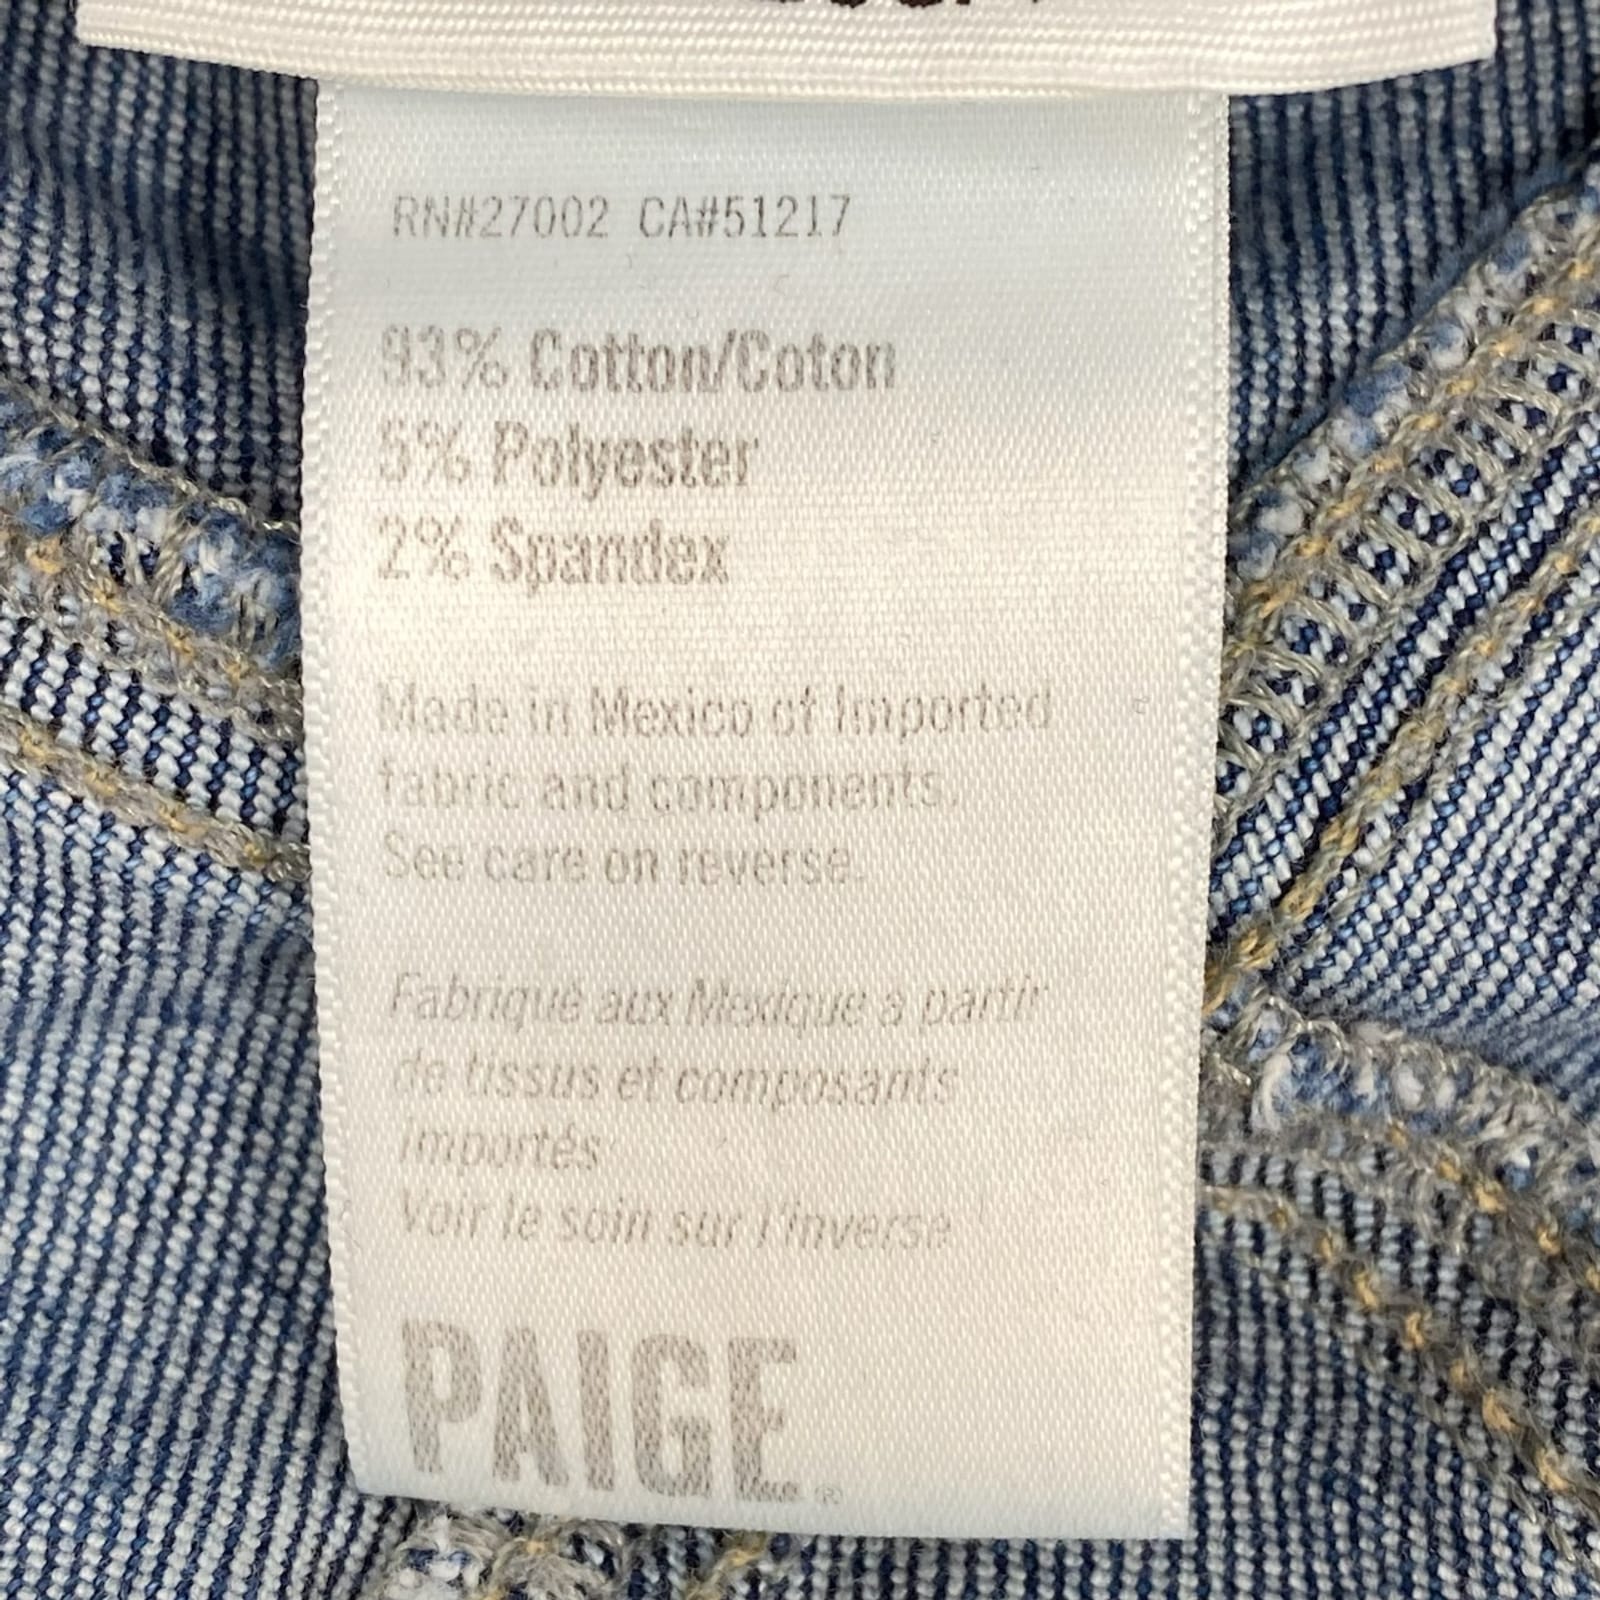 RN#27002 CA#51217
93% Cotton/Coton
5% Polyester
2% Spandex
Made in Mexico of Imported
fabric and components.
See care on reverse.
Fabriqué aux Mexique a partir
de tissus et composants
importés
Voir le soin sur l'inverse
PAIGE®